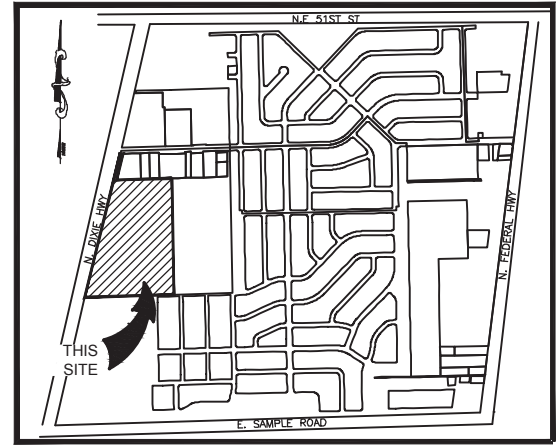 N.E 51ST ST
N. DIXIE HWY
N. FEDERAL HWY
THIS
SITE
E. SAMPLE ROAD